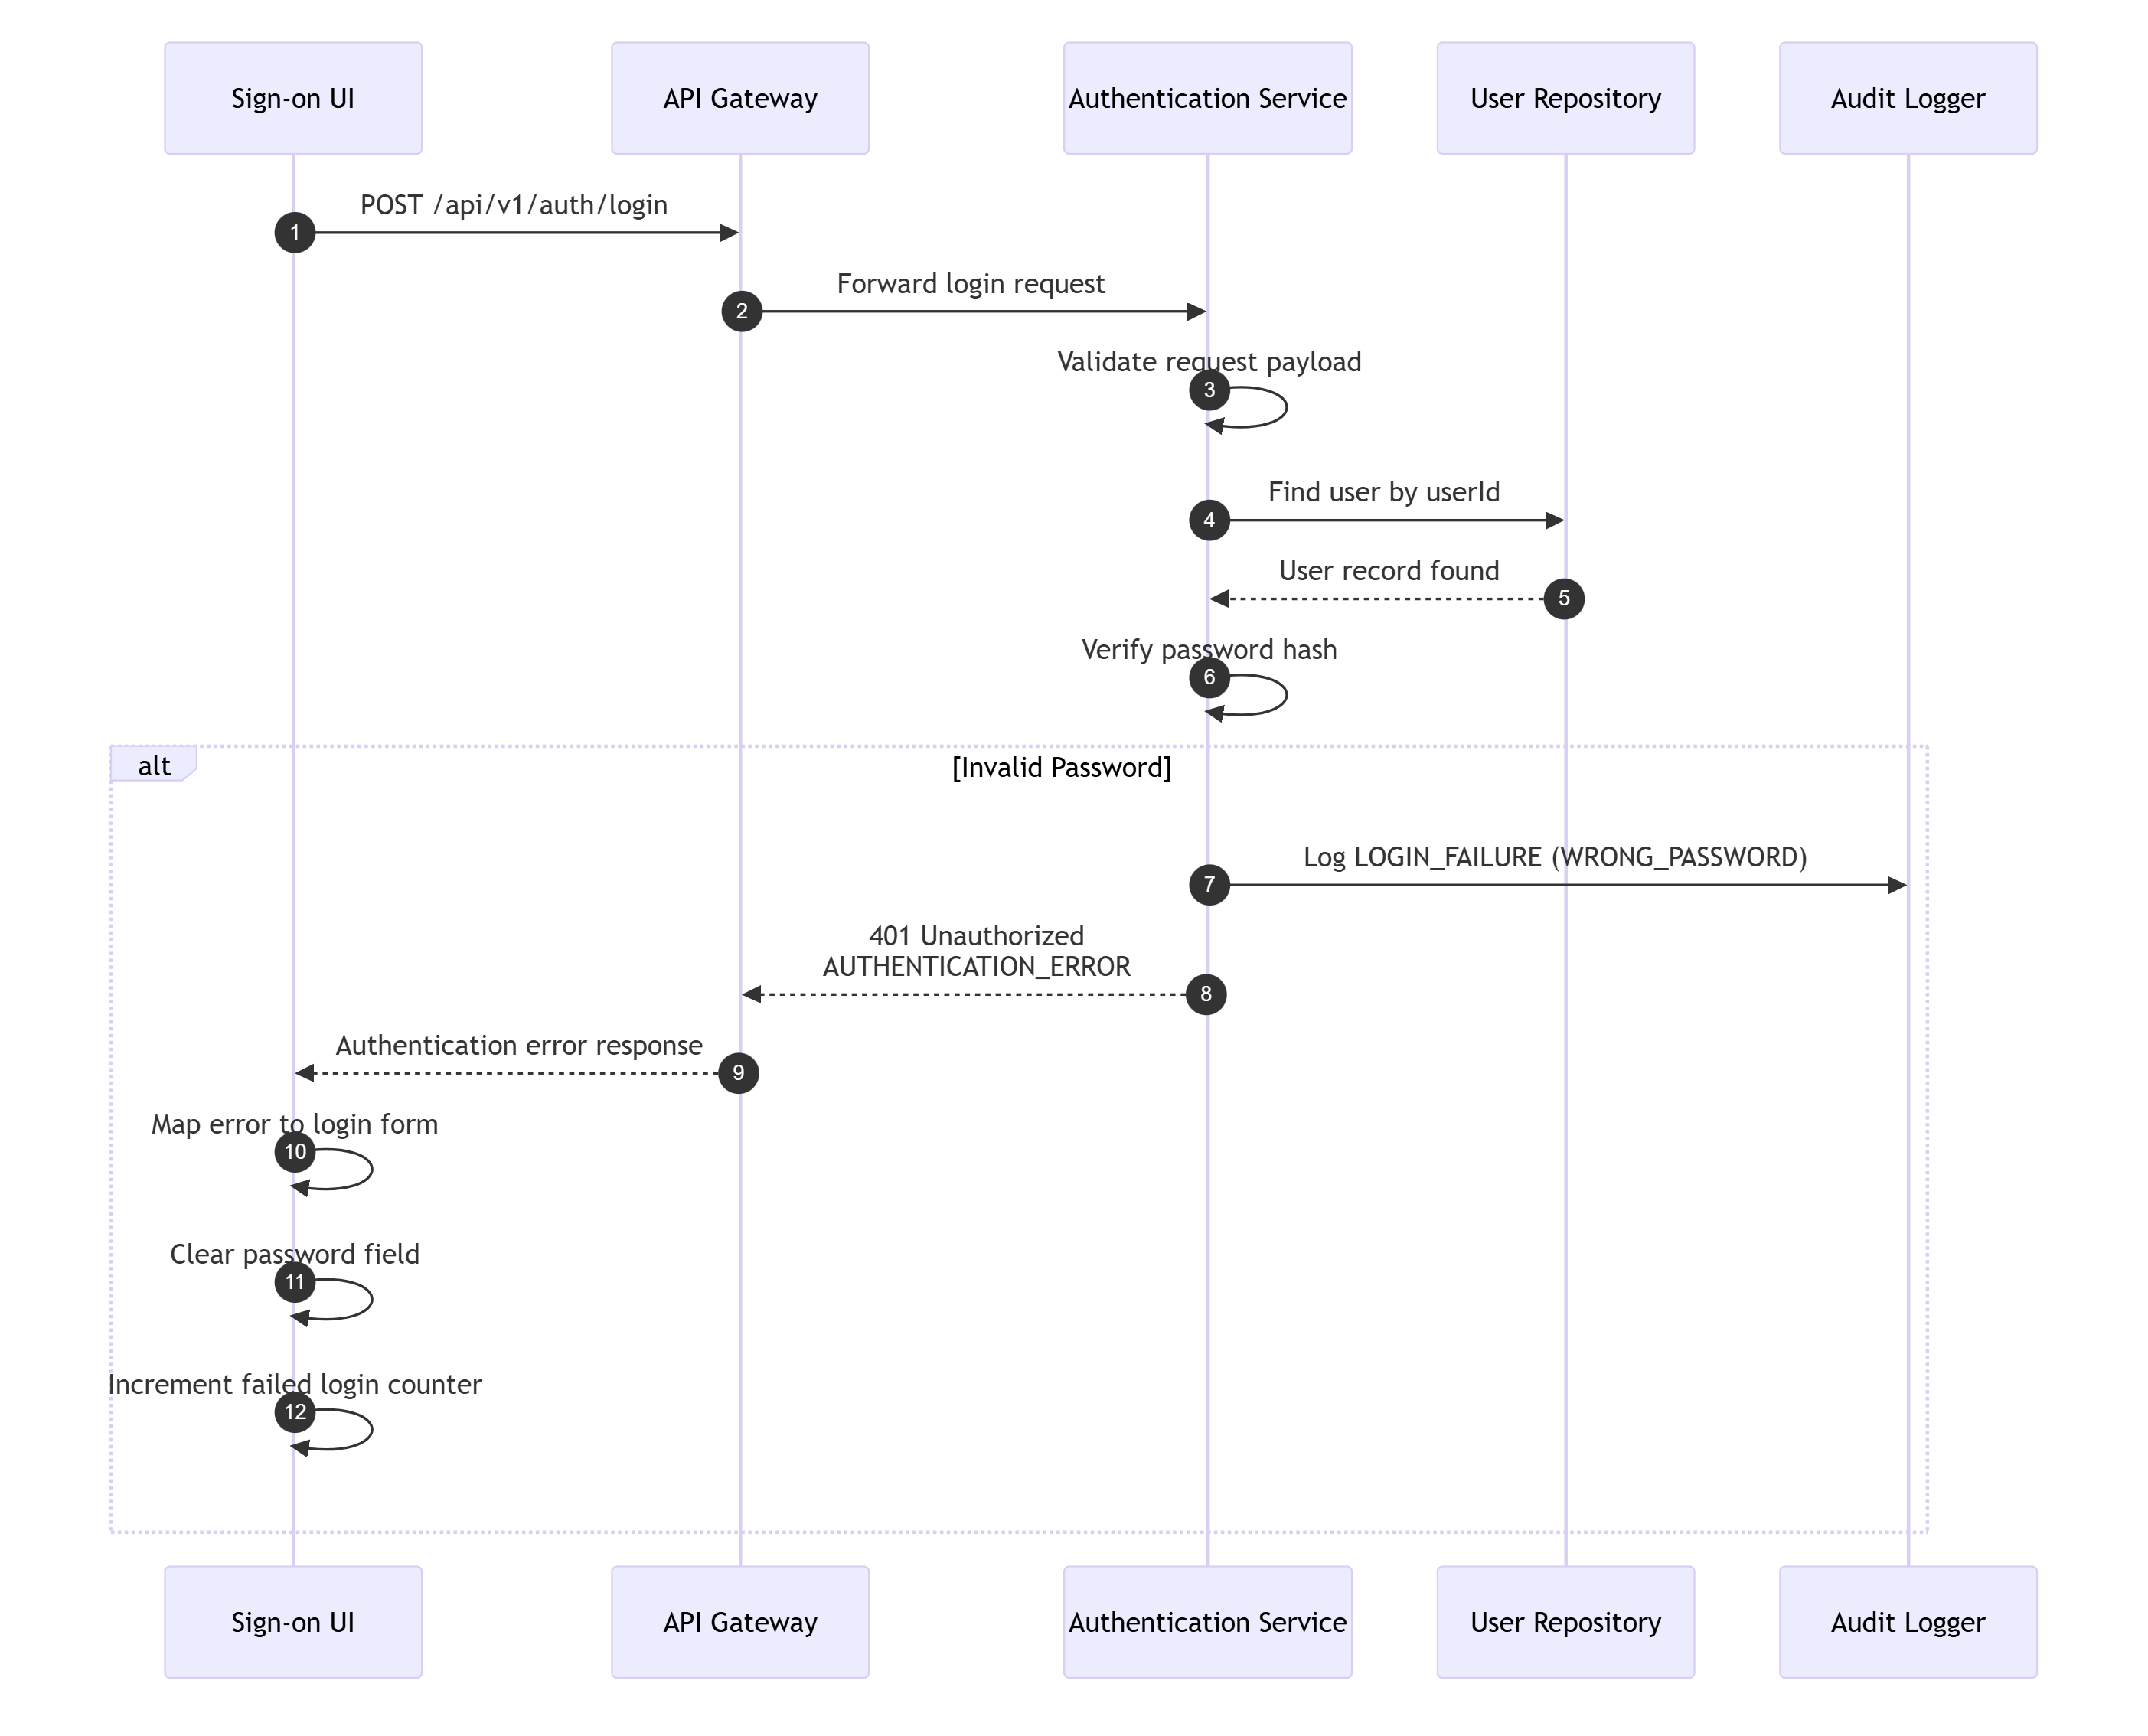 Sign-on UI
API Gateway
Authentication Service
User Repository
Audit Logger
POST /api/v1/auth/login
1
Forward login request
2
Validate request payload
3
Find user by userId
4
User record found
5
Verify password hash
6
alt
[Invalid Password]
Log LOGIN_FAILURE (WRONG_PASSWORD)
7
401 Unauthorized
AUTHENTICATION_ERROR
8
Authentication error response
9
Map error to login form
10
Clear password field
11
Increment failed login counter
12
Sign-on UI
API Gateway
Authentication Service
User Repository
Audit Logger